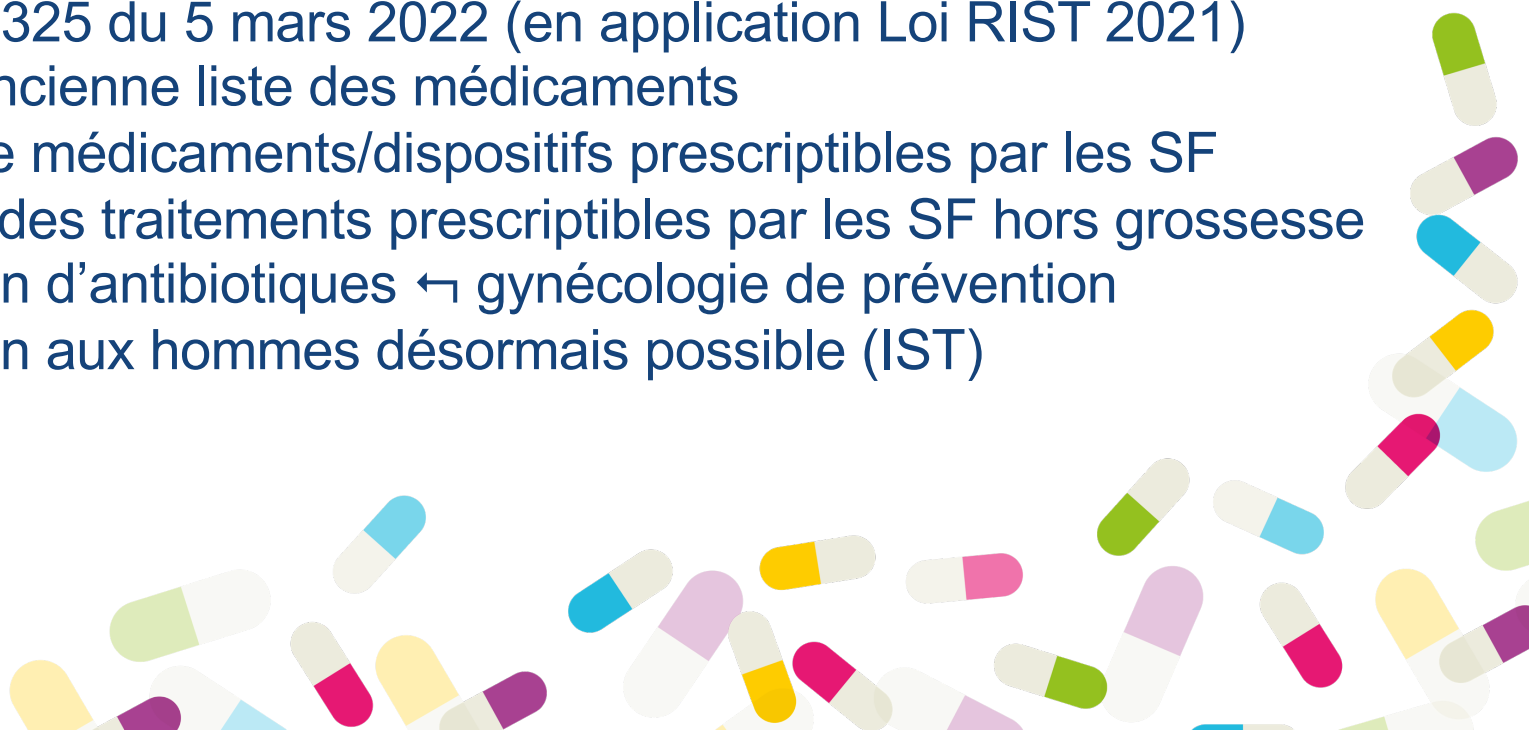 325 du 5 mars 2022 (en application Loi RIST 2021)
ncienne liste des médicaments
e médicaments/dispositifs prescriptibles par les SF
des traitements prescriptibles par les SF hors grossesse
n d’antibiotiques ↰ gynécologie de prévention
n aux hommes désormais possible (IST)